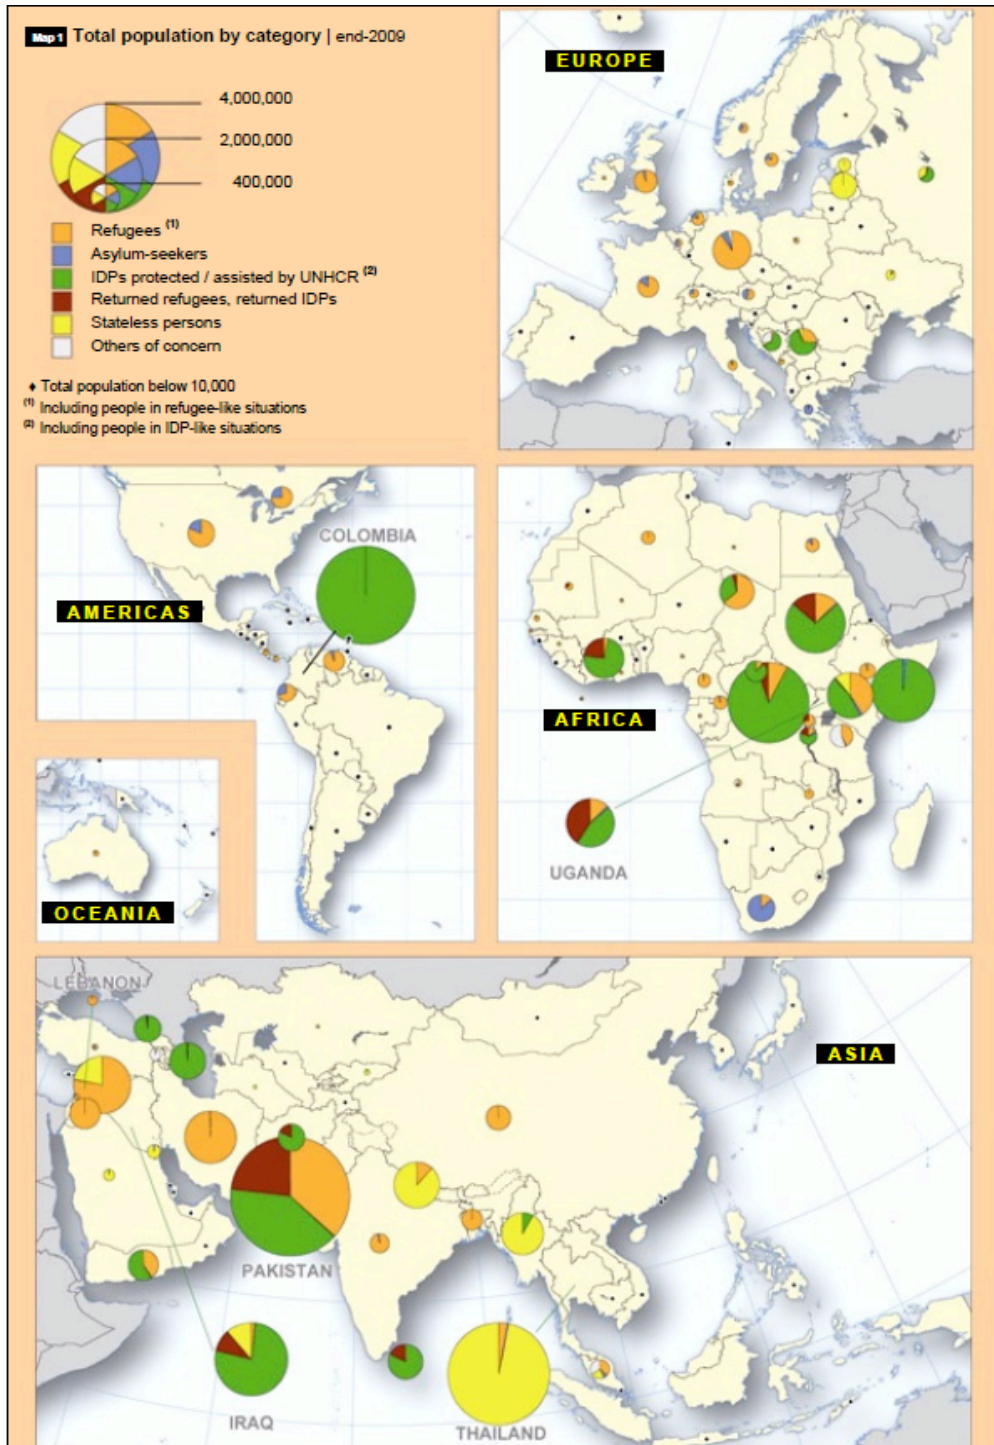 Map 1 Total population by category | end-2009
4,000,000
2,000,000
400,000
Refugees (1)
Asylum-seekers
IDPs protected / assisted by UNHCR (2)
Returned refugees, returned IDPs
Stateless persons
Others of concern
♦ Total population below 10,000
(1) Including people in refugee-like situations
(2) Including people in IDP-like situations
EUROPE
COLOMBIA
AMERICAS
AFRICA
UGANDA
OCEANIA
LEBANON
ASIA
PAKISTAN
IRAQ
THAILAND